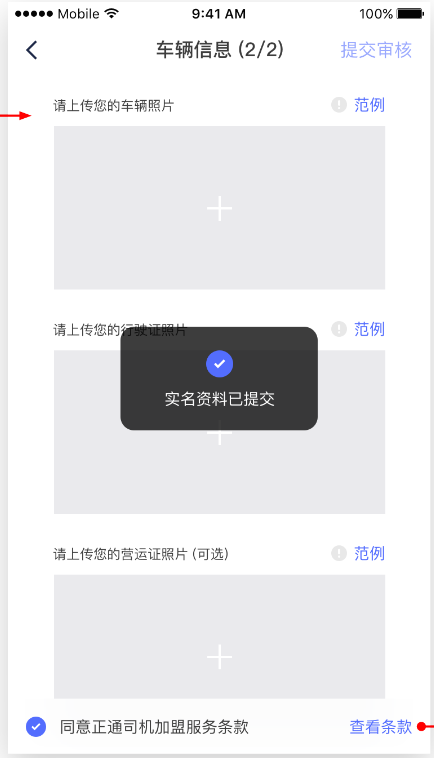 Mobile 9:41 AM 100%
车辆信息 (2/2) 提交审核
请上传您的车辆照片 范例
请上传您的行驶证照片 范例
实名资料已提交
请上传您的营运证照片 (可选) 范例
同意正通司机加盟服务条款 查看条款